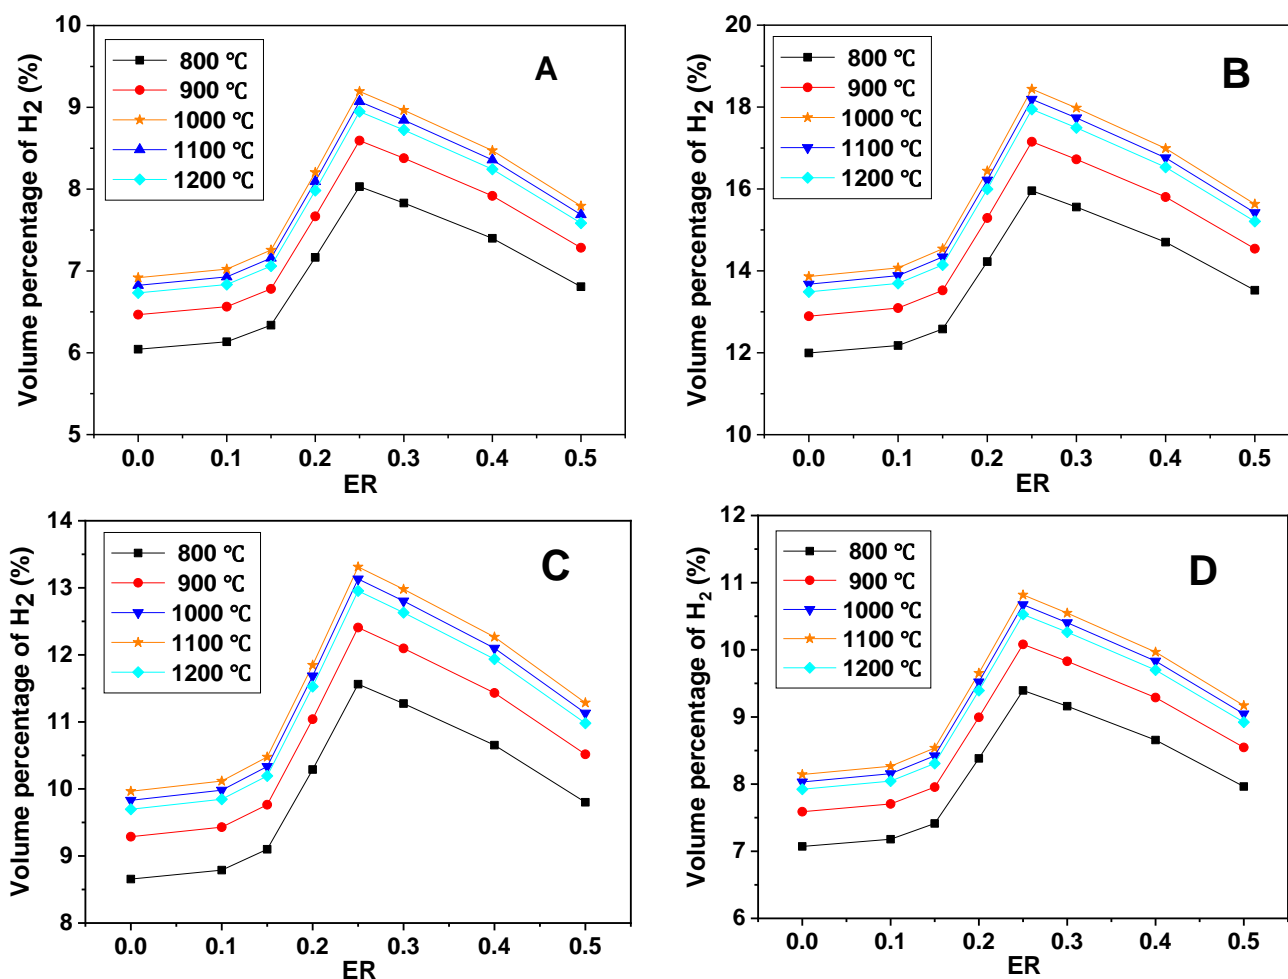 A
Volume percentage of H2 (%)
10
9
8
7
6
5
800 ℃
900 ℃
1000 ℃
1100 ℃
1200 ℃
0.0 0.1 0.2 0.3 0.4 0.5
ER
B
Volume percentage of H2 (%)
20
18
16
14
12
10
800 ℃
900 ℃
1000 ℃
1100 ℃
1200 ℃
0.0 0.1 0.2 0.3 0.4 0.5
ER
C
Volume percentage of H2 (%)
14
13
12
11
10
9
8
800 ℃
900 ℃
1000 ℃
1100 ℃
1200 ℃
0.0 0.1 0.2 0.3 0.4 0.5
ER
D
Volume percentage of H2 (%)
12
11
10
9
8
7
6
800 ℃
900 ℃
1000 ℃
1100 ℃
1200 ℃
0.0 0.1 0.2 0.3 0.4 0.5
ER